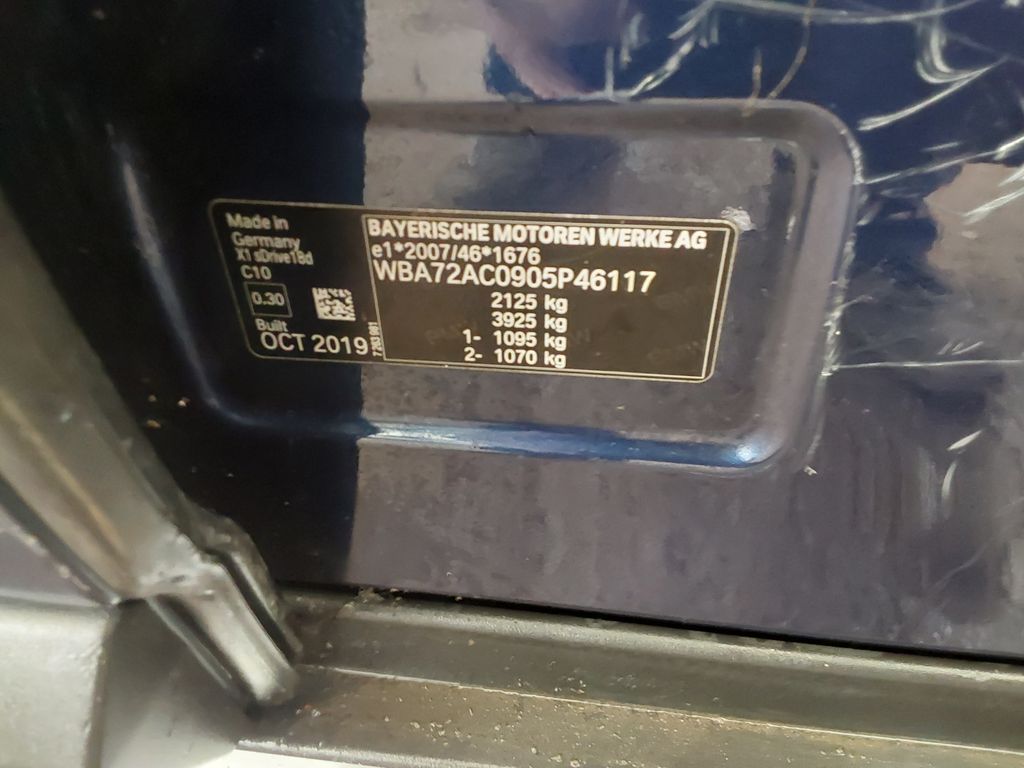 Made in
Germany
X1 sDrive18d
C10
0.30
Built
OCT 2019
BAYERISCHE MOTOREN WERKE AG
e1*2007/46*1676
WBA72AC0905P46117
2125 kg
3925 kg
1- 1095 kg
2- 1070 kg